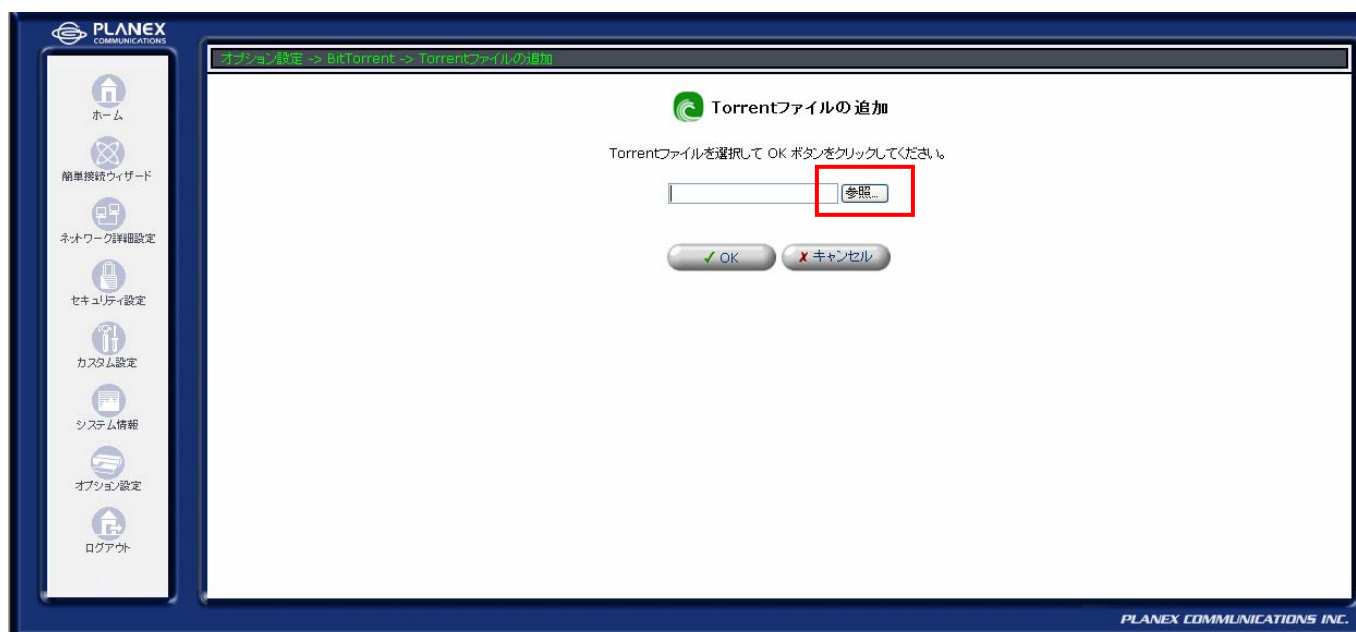 PLANEX
COMMUNICATIONS
オプション設定 -> BitTorrent -> Torrentファイルの追加
ホーム
簡単接続ウィザード
ネットワーク詳細設定
セキュリティ設定
カスタム設定
システム情報
オプション設定
ログアウト
Torrentファイルの追加
Torrentファイルを選択して OK ボタンをクリックしてください。
参照...
OK
キャンセル
PLANEX COMMUNICATIONS INC.